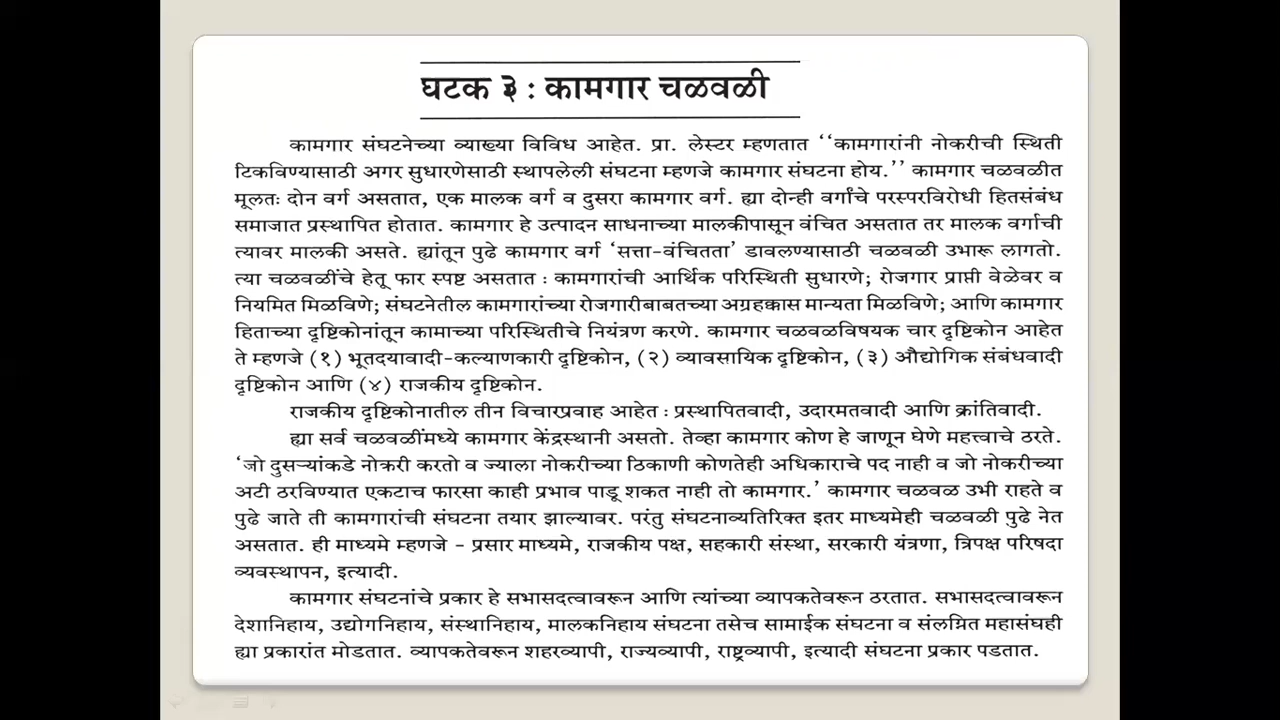 घटक ३ : कामगार चळवळी
कामगार संघटनेच्या व्याख्या विविध आहेत. प्रा. लेस्टर म्हणतात ‘‘कामगारांनी नोकरीची स्थिती
टिकविण्यासाठी अगर सुधारणेसाठी स्थापलेली संघटना म्हणजे कामगार संघटना होय.’’ कामगार चळवळीत
मूलतः दोन वर्ग असतात, एक मालक वर्ग व दुसरा कामगार वर्ग. ह्या दोन्ही वर्गांचे परस्परविरोधी हितसंबंध
समाजात प्रस्थापित होतात. कामगार हे उत्पादन साधनाच्या मालकीपासून वंचित असतात तर मालक वर्गाची
त्यावर मालकी असते. ह्यांतून पुढे कामगार वर्ग ‘सत्ता-वंचितता’ डावलण्यासाठी चळवळी उभारू लागतो.
त्या चळवळींचे हेतू फार स्पष्ट असतात : कामगारांची आर्थिक परिस्थिती सुधारणे; रोजगार प्राप्ती वेळेवर व
नियमित मिळविणे; संघटनेतील कामगारांच्या रोजगारीबाबतच्या अग्रहक्कास मान्यता मिळविणे; आणि कामगार
हिताच्या दृष्टिकोनांतून कामाच्या परिस्थितीचे नियंत्रण करणे. कामगार चळवळविषयक चार दृष्टिकोन आहेत
ते म्हणजे (१) भूतदयावादी-कल्याणकारी दृष्टिकोन, (२) व्यावसायिक दृष्टिकोन, (३) औद्योगिक संबंधवादी
दृष्टिकोन आणि (४) राजकीय दृष्टिकोन.
राजकीय दृष्टिकोनातील तीन विचारप्रवाह आहेत : प्रस्थापितवादी, उदारमतवादी आणि क्रांतिवादी.
ह्या सर्व चळवळींमध्ये कामगार केंद्रस्थानी असतो. तेव्हा कामगार कोण हे जाणून घेणे महत्त्वाचे ठरते.
‘जो दुसऱ्यांकडे नोकरी करतो व ज्याला नोकरीच्या ठिकाणी कोणतेही अधिकाराचे पद नाही व जो नोकरीच्या
अटी ठरविण्यात एकटाच फारसा काही प्रभाव पाडू शकत नाही तो कामगार.’ कामगार चळवळ उभी राहते व
पुढे जाते ती कामगारांची संघटना तयार झाल्यावर. परंतु संघटनाव्यतिरिक्त इतर माध्यमेही चळवळी पुढे नेत
असतात. ही माध्यमे म्हणजे - प्रसार माध्यमे, राजकीय पक्ष, सहकारी संस्था, सरकारी यंत्रणा, त्रिपक्ष परिषदा
व्यवस्थापन, इत्यादी.
कामगार संघटनांचे प्रकार हे सभासदत्वावरून आणि त्यांच्या व्यापकतेवरून ठरतात. सभासदत्वावरून
देशानिहाय, उद्योगनिहाय, संस्थानिहाय, मालकनिहाय संघटना तसेच सामाईक संघटना व संलग्नित महासंघही
ह्या प्रकारांत मोडतात. व्यापकतेवरून शहरव्यापी, राज्यव्यापी, राष्ट्रव्यापी, इत्यादी संघटना प्रकार पडतात.